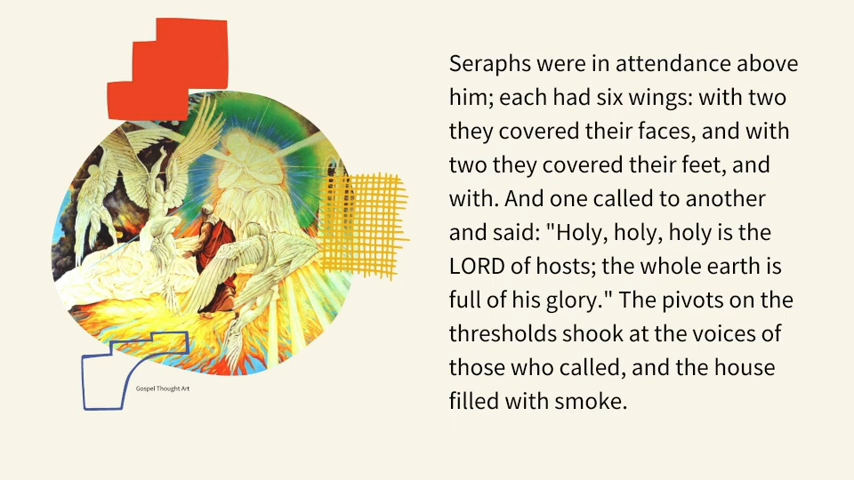 Seraphs were in attendance above
him; each had six wings: with two
they covered their faces, and with
two they covered their feet, and
with. And one called to another
and said: "Holy, holy, holy is the
LORD of hosts; the whole earth is
full of his glory." The pivots on the
thresholds shook at the voices of
those who called, and the house
filled with smoke.
Gospel Thought Art